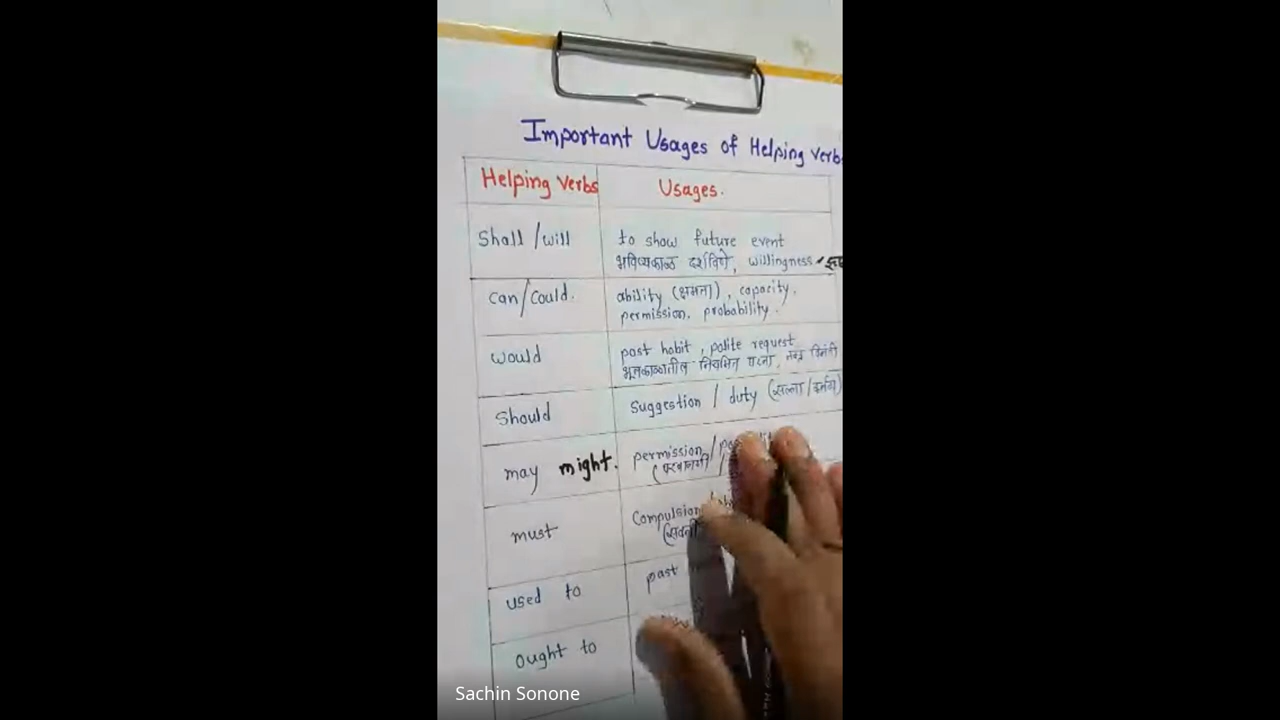 Important Usages of Helping Verbs
Helping Verbs
Usages.
Shall /will
to show future event
भविष्यकाळ दर्शविणे, willingness
Can/Could.
ability (क्षमता), capacity.
permission, probability.
would
past habit, polite request
भूतकाळातील नियमित घटना, नम्र विनंती
Should
Suggestion / duty (सल्ला/कर्तव्य)
may might.
permission/
(परवानगी/
must
Compulsion
used to
past
ought to
Sachin Sonone